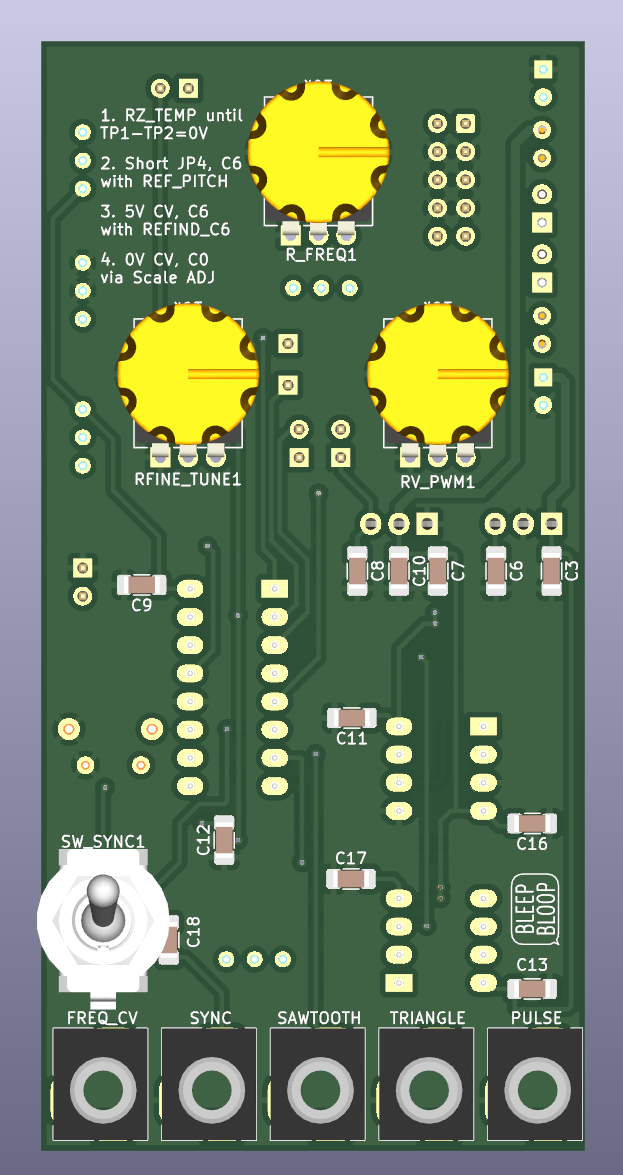 1. RZ_TEMP until
TP1-TP2=0V
2. Short JP4, C6
with REF_PITCH
3. 5V CV, C6
with REFIND_C6
4. 0V CV, C0
via Scale ADJ
R_FREQ1
RFINE_TUNE1
RV_PWM1
C8
C10
C7
C6
C3
C9
C11
C12
C16
SW_SYNC1
C17
C18
BLEEP
BLOOP
C13
FREQ_CV
SYNC
SAWTOOTH
TRIANGLE
PULSE